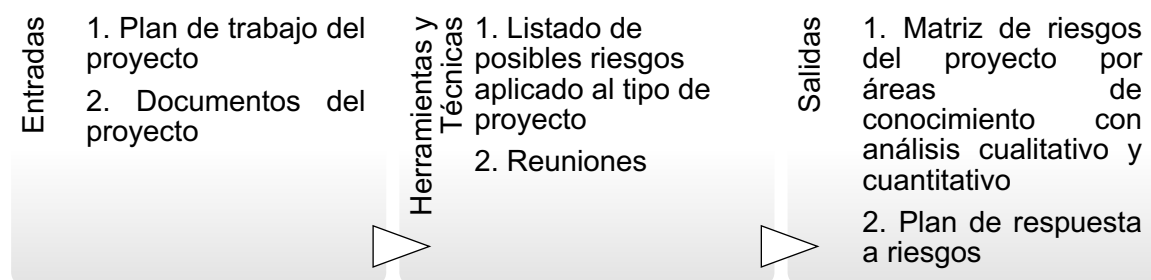 Entradas
1. Plan de trabajo del
proyecto
2. Documentos del
proyecto
Herramientas y
Técnicas
1. Listado de
posibles riesgos
aplicado al tipo de
proyecto
2. Reuniones
Salidas
1. Matriz de riesgos
del proyecto por
áreas de
conocimiento con
análisis cualitativo y
cuantitativo
2. Plan de respuesta
a riesgos